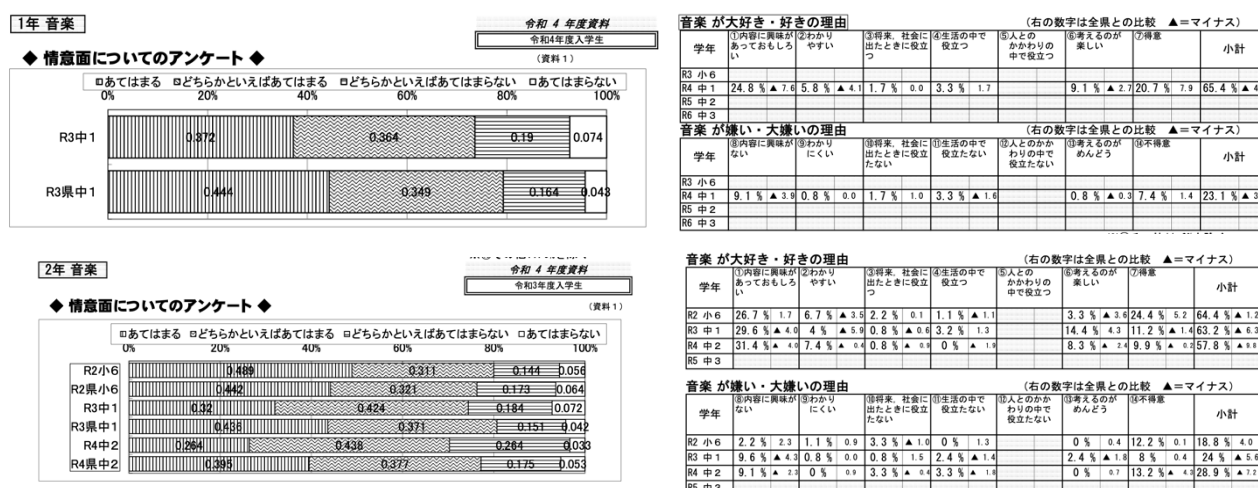 1年 音楽
令和 4 年度資料
令和4年度入学生
◆ 情意面についてのアンケート ◆
(資料1)
あてはまる どちらかといえばあてはまる どちらかといえばあてはまらない あてはまらない
0% 20% 40% 60% 80% 100%
R3中1 0.372 0.364 0.19 0.074
R3県中1 0.444 0.349 0.164 0.043
音楽 が大好き・好きの理由 (右の数字は全県との比較 ▲=マイナス)
学年 ①内容に興味があっておもしろい ②わかりやすい ③将来、社会に出たときに役立つ ④生活の中で役立つ ⑤人とのかかわりの中で役立つ ⑥考えるのが楽しい ⑦得意 小計
R3 小6
R4 中1 24.8 % ▲ 7.6 5.8 % ▲ 4.1 1.7 % 0.0 3.3 % 1.7 9.1 % ▲ 2.7 20.7 % 7.9 65.4 % ▲ 4
R5 中2
R6 中3
音楽 が嫌い・大嫌いの理由 (右の数字は全県との比較 ▲=マイナス)
学年 ⑧内容に興味がない ⑨わかりにくい ⑩将来、社会に出たときに役立たない ⑪生活の中で役立たない ⑫人とのかかわりの中で役立たない ⑬考えるのがめんどう ⑭不得意 小計
R3 小6
R4 中1 9.1 % ▲ 3.9 0.8 % 0.0 1.7 % 1.0 3.3 % ▲ 1.6 0.8 % ▲ 0.3 7.4 % 1.4 23.1 % ▲ 3
R5 中2
R6 中3
2年 音楽
令和 4 年度資料
令和3年度入学生
◆ 情意面についてのアンケート ◆
(資料1)
あてはまる どちらかといえばあてはまる どちらかといえばあてはまらない あてはまらない
0% 20% 40% 60% 80% 100%
R2小6 0.489 0.311 0.144 0.056
R2県小6 0.442 0.321 0.173 0.064
R3中1 0.32 0.424 0.184 0.072
R3県中1 0.436 0.371 0.151 0.042
R4中2 0.264 0.438 0.264 0.033
R4県中2 0.395 0.377 0.175 0.053
音楽 が大好き・好きの理由 (右の数字は全県との比較 ▲=マイナス)
学年 ①内容に興味があっておもしろい ②わかりやすい ③将来、社会に出たときに役立つ ④生活の中で役立つ ⑤人とのかかわりの中で役立つ ⑥考えるのが楽しい ⑦得意 小計
R2 小6 26.7 % 1.7 6.7 % ▲ 3.5 2.2 % 0.1 1.1 % ▲ 1.1 3.3 % ▲ 3.6 24.4 % 5.2 64.4 % ▲ 1.2
R3 中1 29.6 % ▲ 4.0 4 % ▲ 5.9 0.8 % ▲ 0.6 3.2 % 1.3 14.4 % 4.3 11.2 % ▲ 1.4 63.2 % ▲ 6.3
R4 中2 31.4 % ▲ 4.0 7.4 % ▲ 0.4 0.8 % ▲ 0.9 0 % ▲ 1.9 8.3 % ▲ 2.4 9.9 % ▲ 0.2 57.8 % ▲ 9.8
R5 中3
音楽 が嫌い・大嫌いの理由 (右の数字は全県との比較 ▲=マイナス)
学年 ⑧内容に興味がない ⑨わかりにくい ⑩将来、社会に出たときに役立たない ⑪生活の中で役立たない ⑫人とのかかわりの中で役立たない ⑬考えるのがめんどう ⑭不得意 小計
R2 小6 2.2 % 2.3 1.1 % 0.9 3.3 % ▲ 1.0 0 % 1.3 0 % 0.4 12.2 % 0.1 18.8 % 4.0
R3 中1 9.6 % ▲ 4.3 0.8 % 0.0 0.8 % 1.5 2.4 % ▲ 1.4 2.4 % ▲ 1.8 8 % 0.4 24 % ▲ 5.6
R4 中2 9.1 % ▲ 2.3 0 % 0.9 3.3 % ▲ 0.4 3.3 % ▲ 1.8 0 % 0.7 13.2 % ▲ 4.3 28.9 % ▲ 7.2
R5 中3